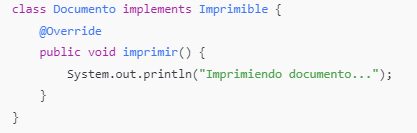 class Documento implements Imprimible {
    @Override
    public void imprimir() {
        System.out.println("Imprimiendo documento...");
    }
}